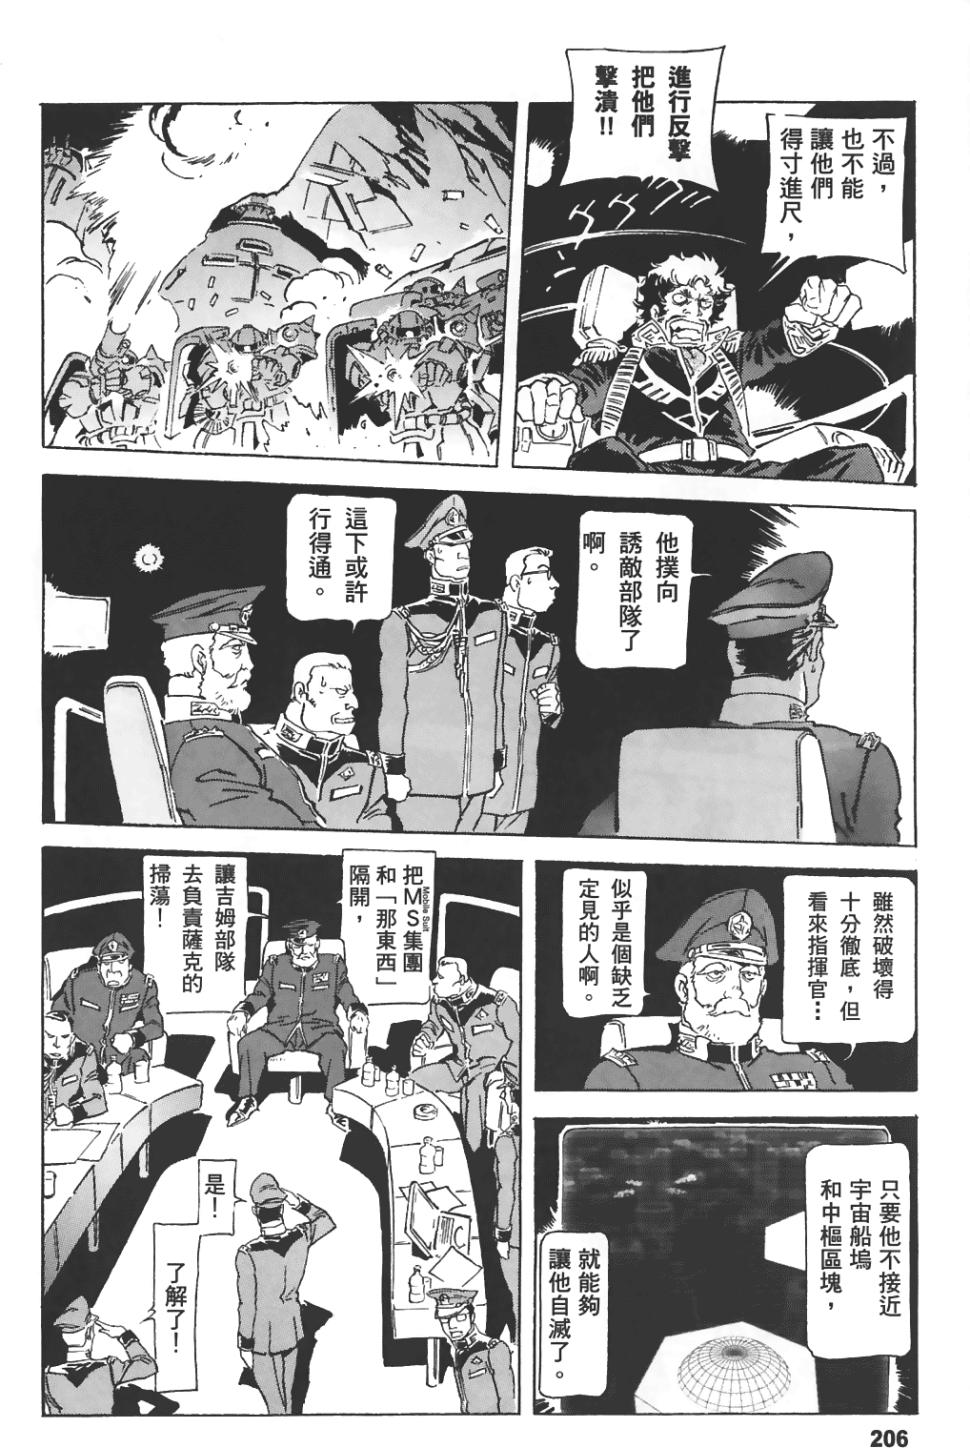 不過，
也不能
讓他們
得寸進尺，
進行反擊
把他們
擊潰!!
他撲向
誘敵部隊了
啊。
這下或許
行得通。
雖然破壞得
十分徹底，但
看來指揮官…
似乎是個缺乏
定見的人啊。
只要他不接近
宇宙船塢
和中樞區塊，
就能夠
讓他自滅了。
把MS集團
Mobile Suit
和「那東西」
隔開，
讓吉姆部隊
去負責薩克的
掃蕩！
是！
了解了！
206